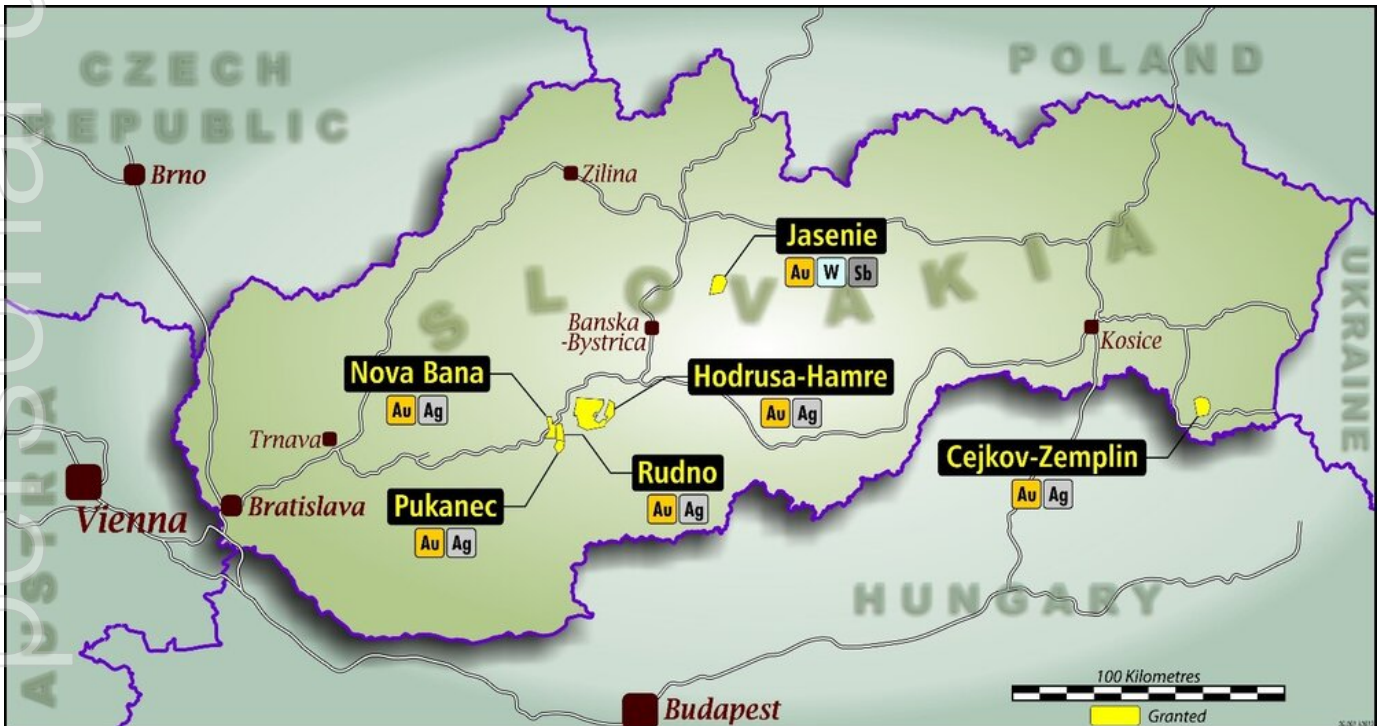 CZECH
REPUBLIC
POLAND
Brno
Zilina
Jasenie
Au W Sb
SLOVAKIA
UKRAINE
Banska
-Bystrica
Kosice
Nova Bana
Au Ag
Hodrusa-Hamre
Au Ag
Trnava
Cejkov-Zemplin
Au Ag
Rudno
Au Ag
Pukanec
Au Ag
Bratislava
Vienna
AUSTRIA
HUNGARY
Budapest
100 Kilometres
Granted